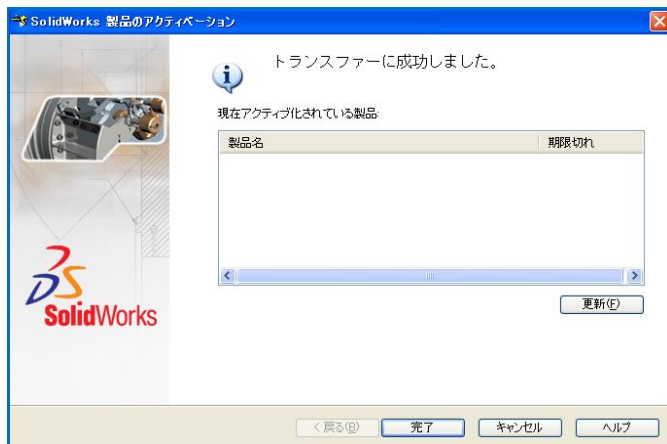 SolidWorks 製品のアクティベーション
トランスファーに成功しました。
現在アクティブ化されている製品:
製品名 期限切れ
更新(F)
SolidWorks
< 戻る(B) 完了 キャンセル ヘルプ